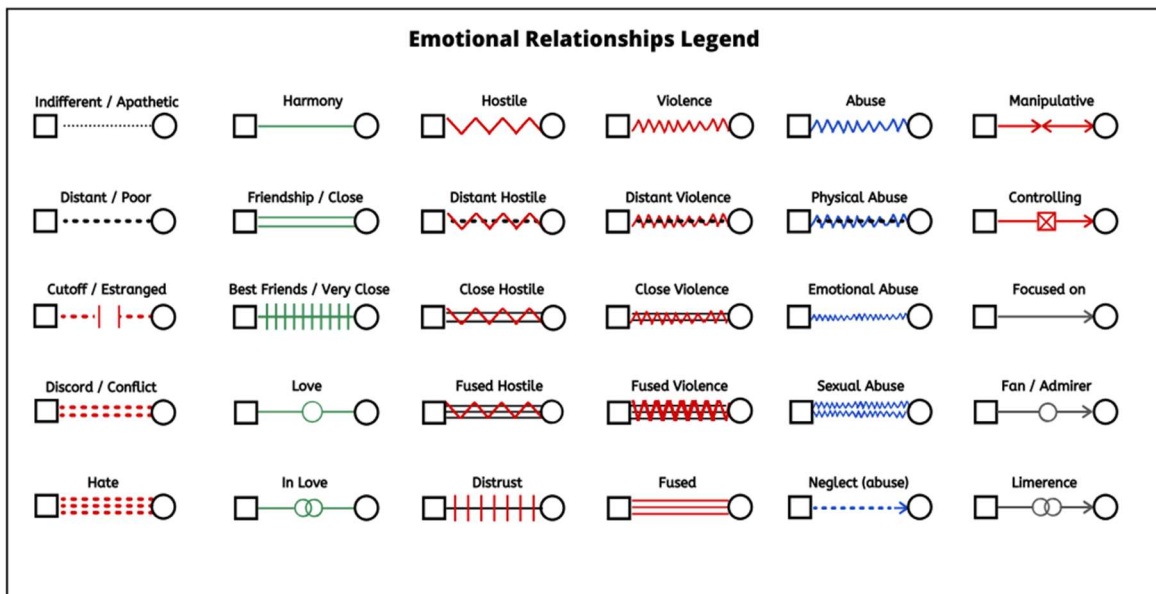 Emotional Relationships Legend
Indifferent / Apathetic
Harmony
Hostile
Violence
Abuse
Manipulative
Distant / Poor
Friendship / Close
Distant Hostile
Distant Violence
Physical Abuse
Controlling
Cutoff / Estranged
Best Friends / Very Close
Close Hostile
Close Violence
Emotional Abuse
Focused on
Discord / Conflict
Love
Fused Hostile
Fused Violence
Sexual Abuse
Fan / Admirer
Hate
In Love
Distrust
Fused
Neglect (abuse)
Limerence